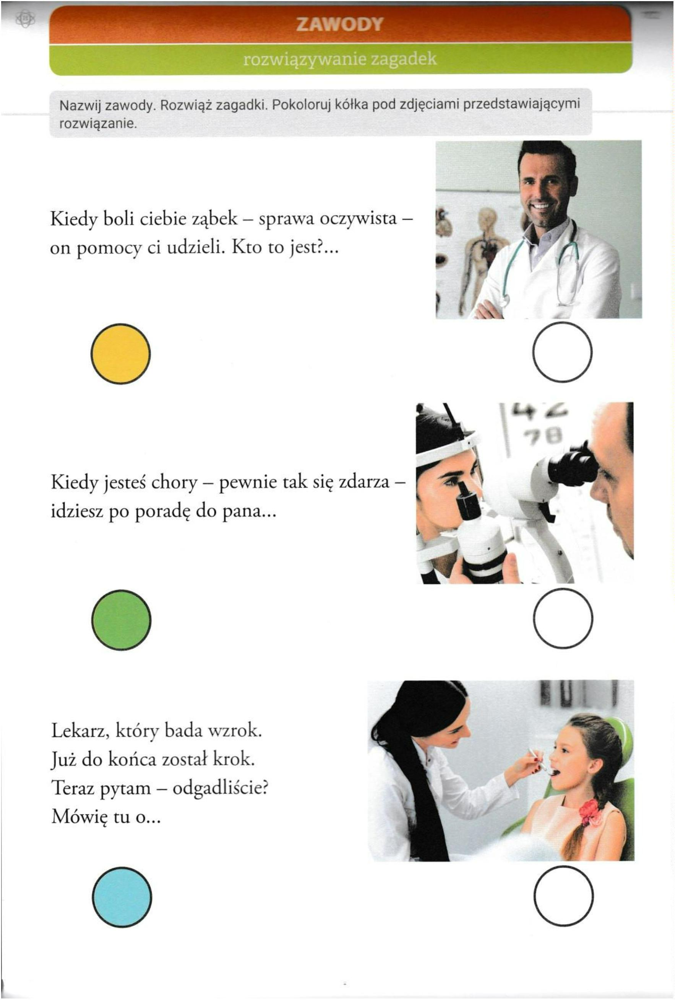 ZAWODY
rozwiązywanie zagadek
Nazwij zawody. Rozwiąż zagadki. Pokoloruj kółka pod zdjęciami przedstawiającymi
rozwiązanie.
Kiedy boli ciebie ząbek – sprawa oczywista –
on pomocy ci udzieli. Kto to jest?...
42
78
Kiedy jesteś chory – pewnie tak się zdarza –
idziesz po poradę do pana...
Lekarz, który bada wzrok.
Już do końca został krok.
Teraz pytam – odgadliście?
Mówię tu o...